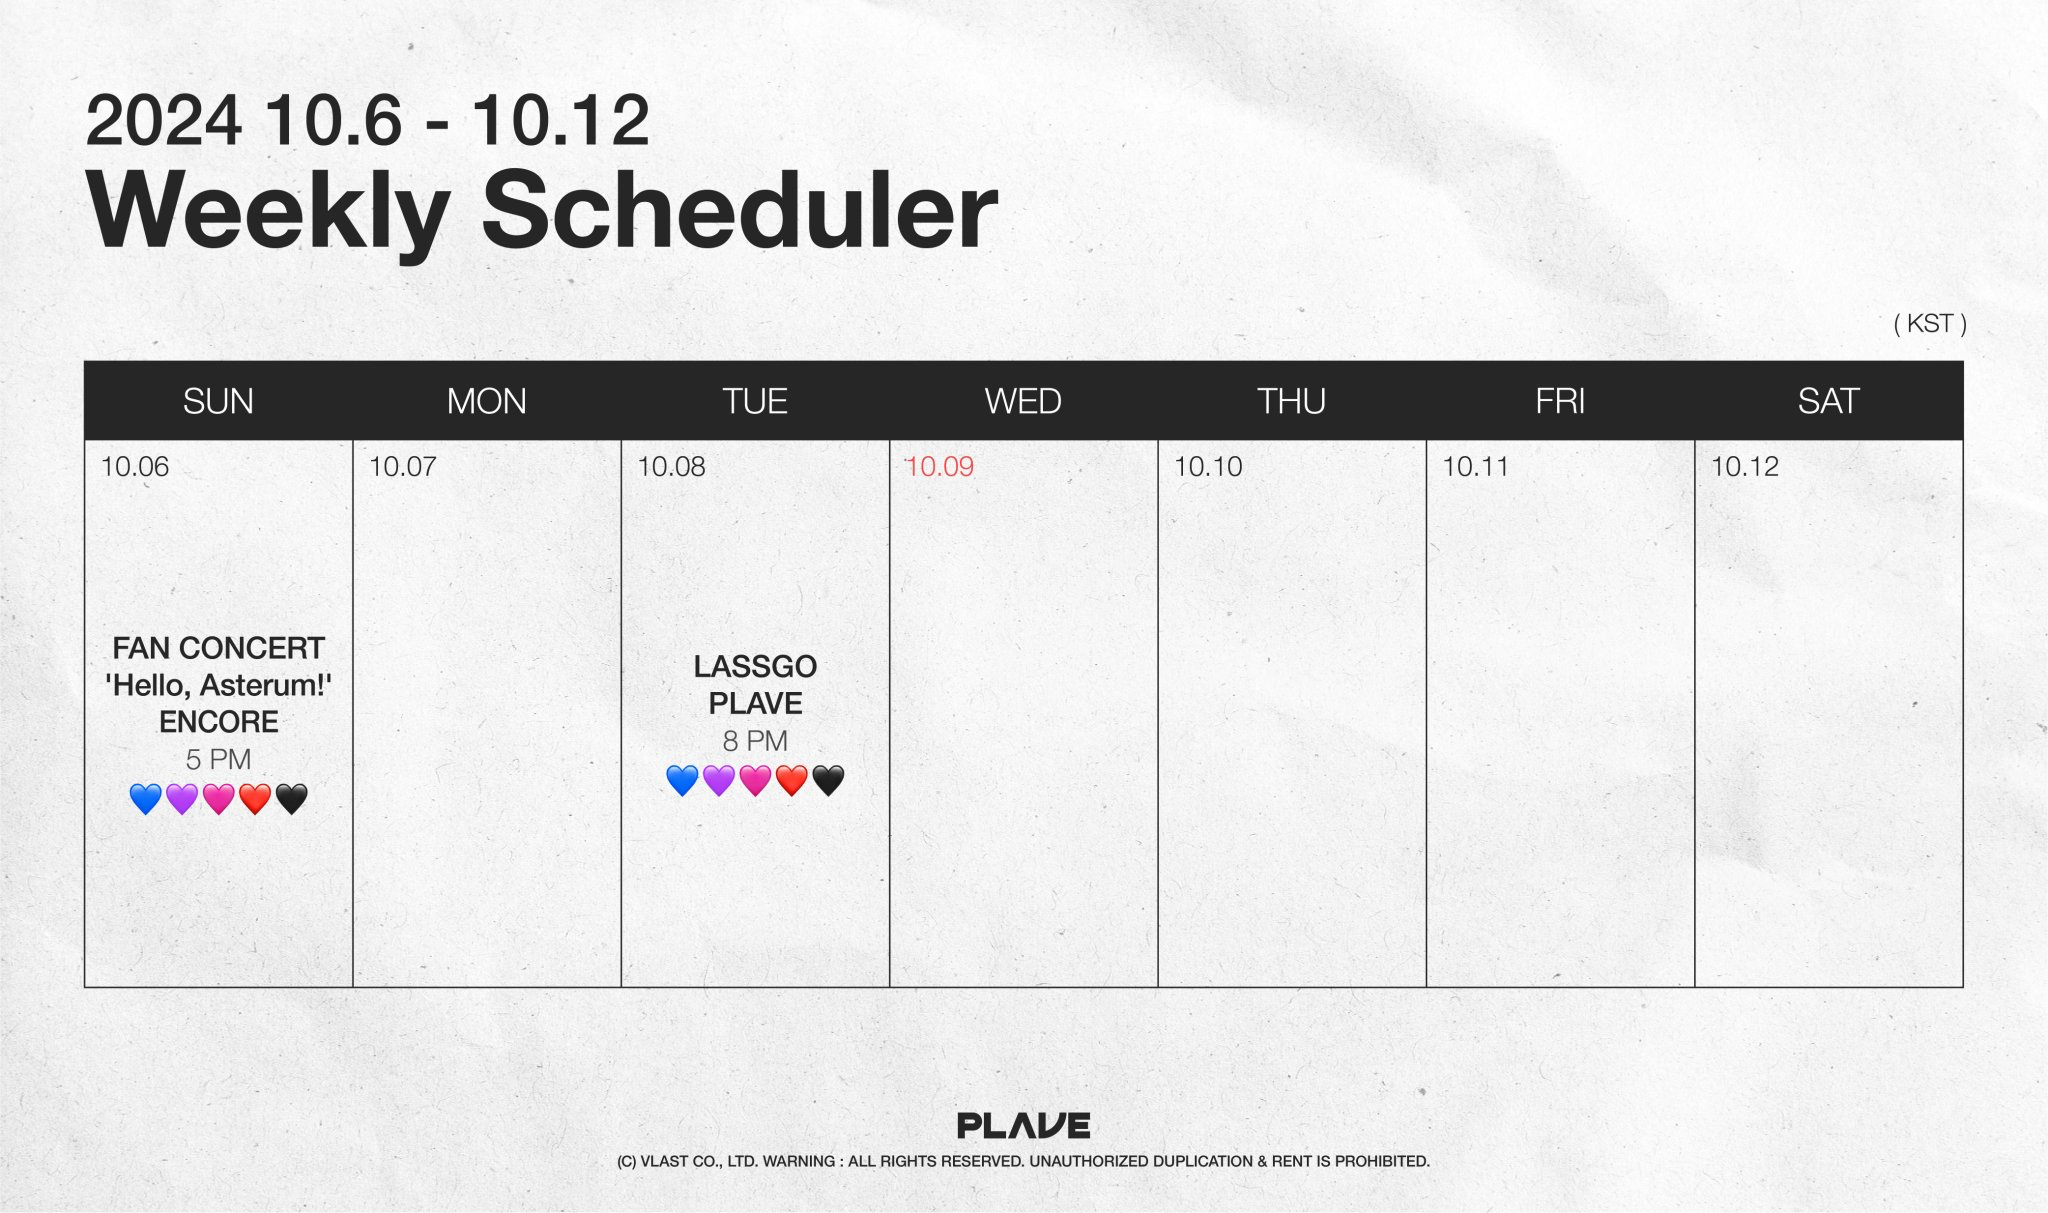 2024 10.6 - 10.12
Weekly Scheduler
( KST )
SUN MON TUE WED THU FRI SAT
10.06 10.07 10.08 10.09 10.10 10.11 10.12
FAN CONCERT
'Hello, Asterum!'
ENCORE
5 PM
💙💜🩷❤️🖤
LASSGO
PLAVE
8 PM
💙💜🩷❤️🖤
PLAVE
(C) VLAST CO., LTD. WARNING : ALL RIGHTS RESERVED. UNAUTHORIZED DUPLICATION & RENT IS PROHIBITED.